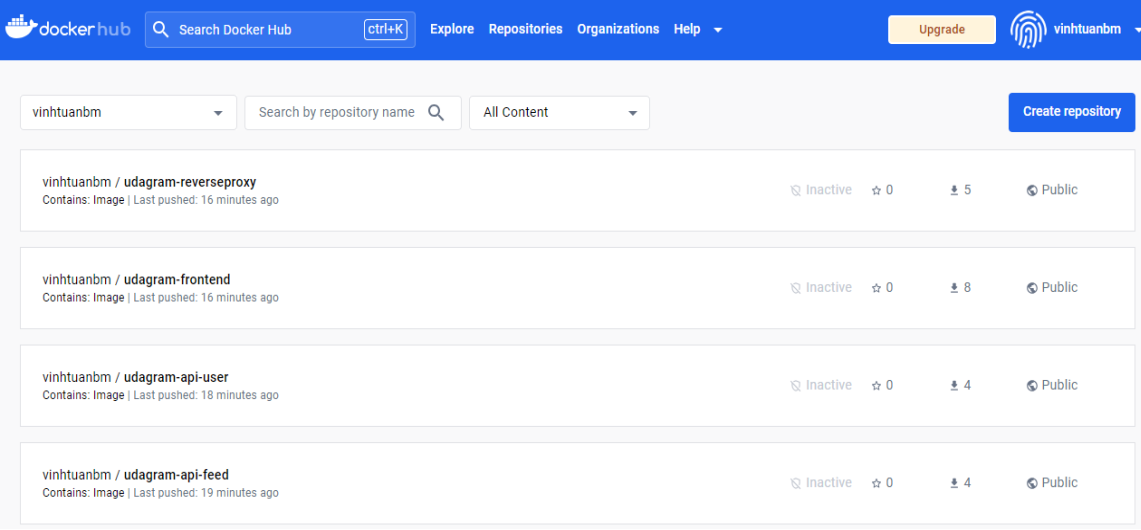 dockerhub Search Docker Hub ctrl+K Explore Repositories Organizations Help Upgrade vinhtuanbm
vinhtuanbm Search by repository name All Content Create repository
vinhtuanbm / udagram-reverseproxy
Contains: Image | Last pushed: 16 minutes ago
Inactive 0 5 Public
vinhtuanbm / udagram-frontend
Contains: Image | Last pushed: 16 minutes ago
Inactive 0 8 Public
vinhtuanbm / udagram-api-user
Contains: Image | Last pushed: 18 minutes ago
Inactive 0 4 Public
vinhtuanbm / udagram-api-feed
Contains: Image | Last pushed: 19 minutes ago
Inactive 0 4 Public